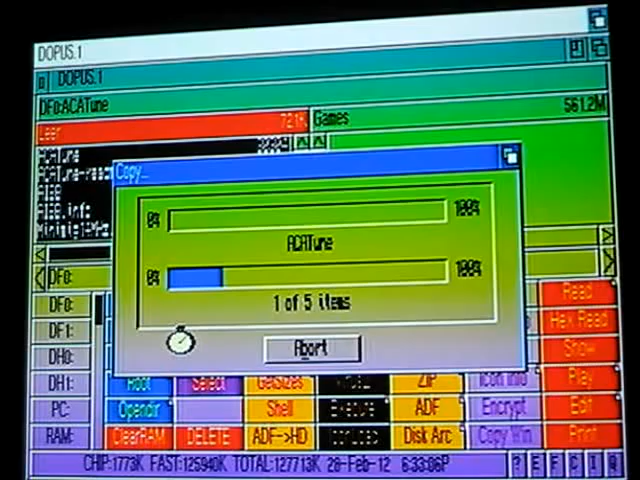 DOPUS.1
DOPUS.1
DF0:ACATune
Leer 721K Games 561.2M
ACATune
Copy...
0% 100%
ACATune
0% 100%
1 of 5 items
Abort
DF0:
DF0: Read
DF1: Hex Read
DH0: Show
DH1: Root Select GetSizes ZIP Icon Info Play
PC: Opendir Shell Execute ADF Encrypt Edit
RAM: ClearRAM DELETE ADF->HD Disk Arc Copy Win Print
CHIP:1773K FAST:125940K TOTAL:127713K 28-Feb-12 6:33:06P ? E F C I Q